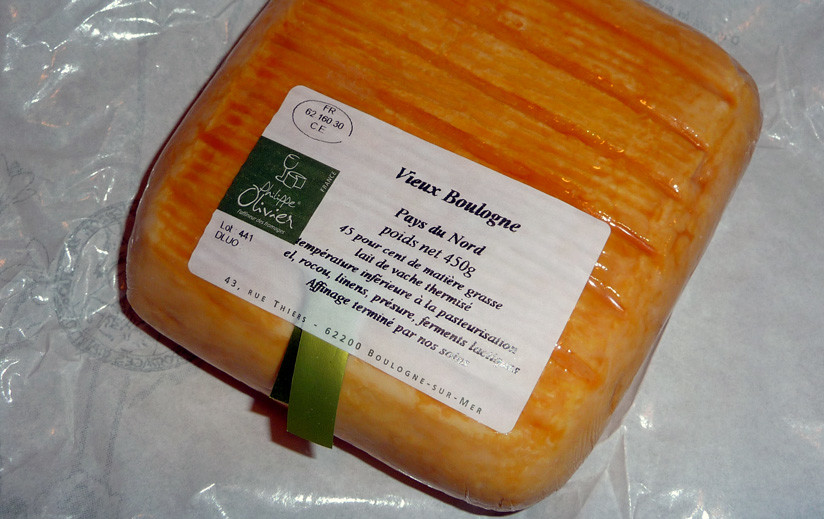 FR
62 160 30
CE
Philippe
Olivier
FRANCE
Lot 441
DLUO
Vieux Boulogne
Pays du Nord
poids net 450g
45 pour cent de matière grasse
lait de vache thermisé
température inférieure à la pasteurisation
el, rocou, linens, présure, ferments lactiques
Affinage terminé par nos soins
43, RUE THIERS - 62200 BOULOGNE-SUR-MER